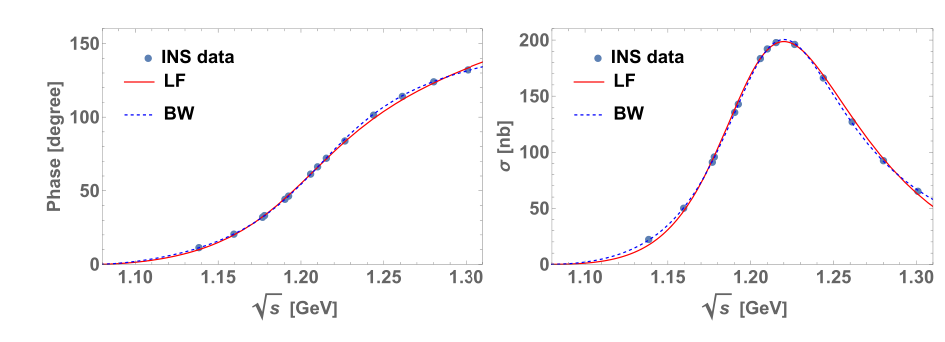 150
100
50
0
Phase [degree]
INS data
LF
BW
1.10 1.15 1.20 1.25 1.30
√s [GeV]
200
150
100
50
0
σ [nb]
INS data
LF
BW
1.10 1.15 1.20 1.25 1.30
√s [GeV]